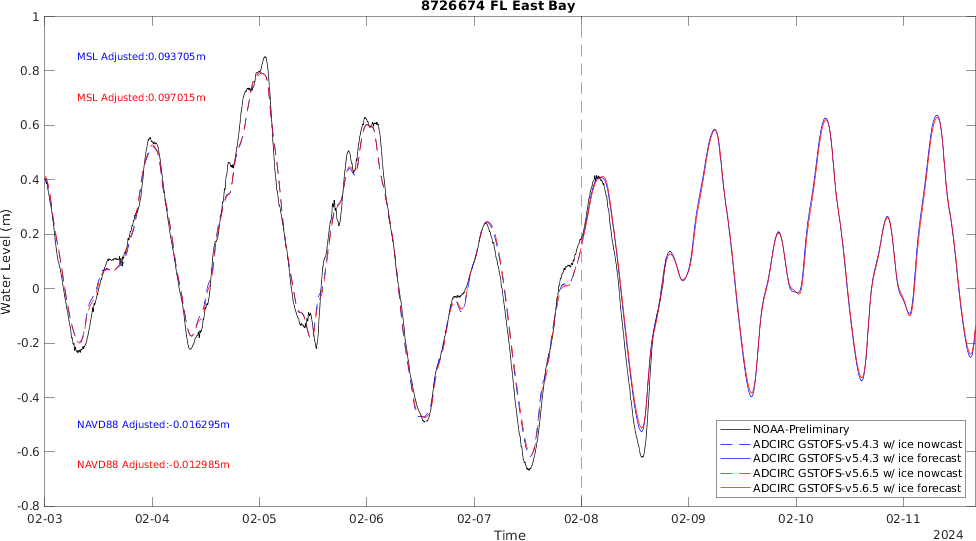 8726674 FL East Bay
MSL Adjusted:0.093705m
MSL Adjusted:0.097015m
NAVD88 Adjusted:-0.016295m
NAVD88 Adjusted:-0.012985m
Water Level (m)
1
0.8
0.6
0.4
0.2
0
-0.2
-0.4
-0.6
-0.8
NOAA-Preliminary
ADCIRC GSTOFS-v5.4.3 w/ ice nowcast
ADCIRC GSTOFS-v5.4.3 w/ ice forecast
ADCIRC GSTOFS-v5.6.5 w/ ice nowcast
ADCIRC GSTOFS-v5.6.5 w/ ice forecast
02-03 02-04 02-05 02-06 02-07 02-08 02-09 02-10 02-11
Time
2024